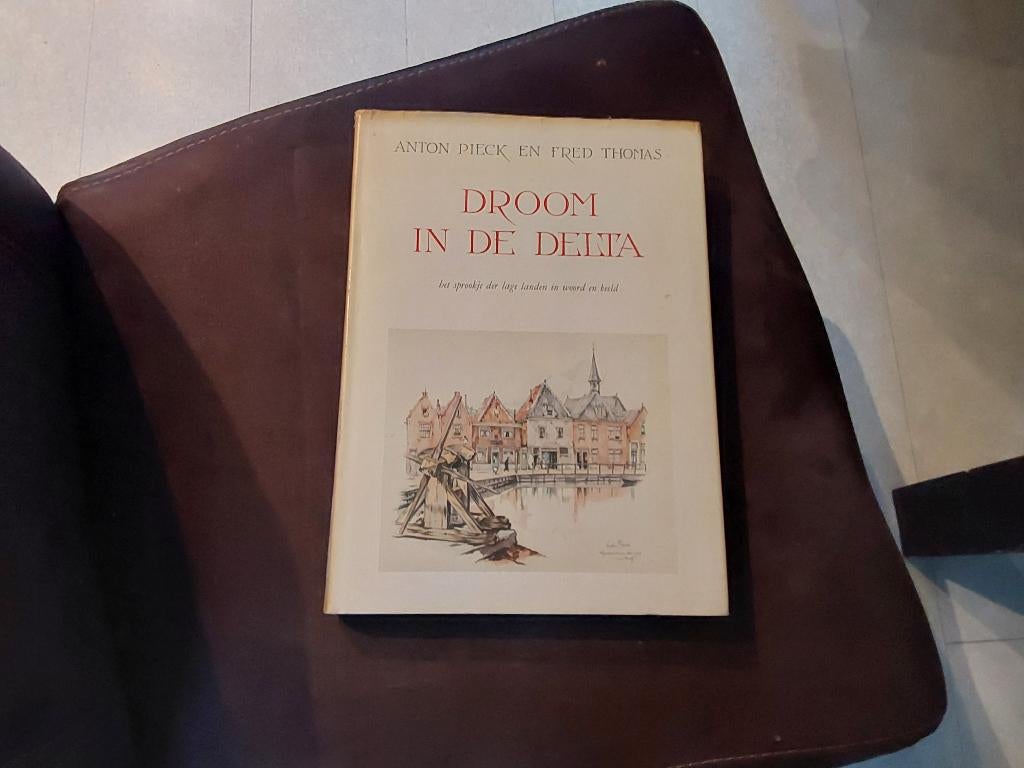 ANTON PIECK EN FRED THOMAS
DROOM
IN DE DELTA
het sprookje der lage landen in woord en beeld